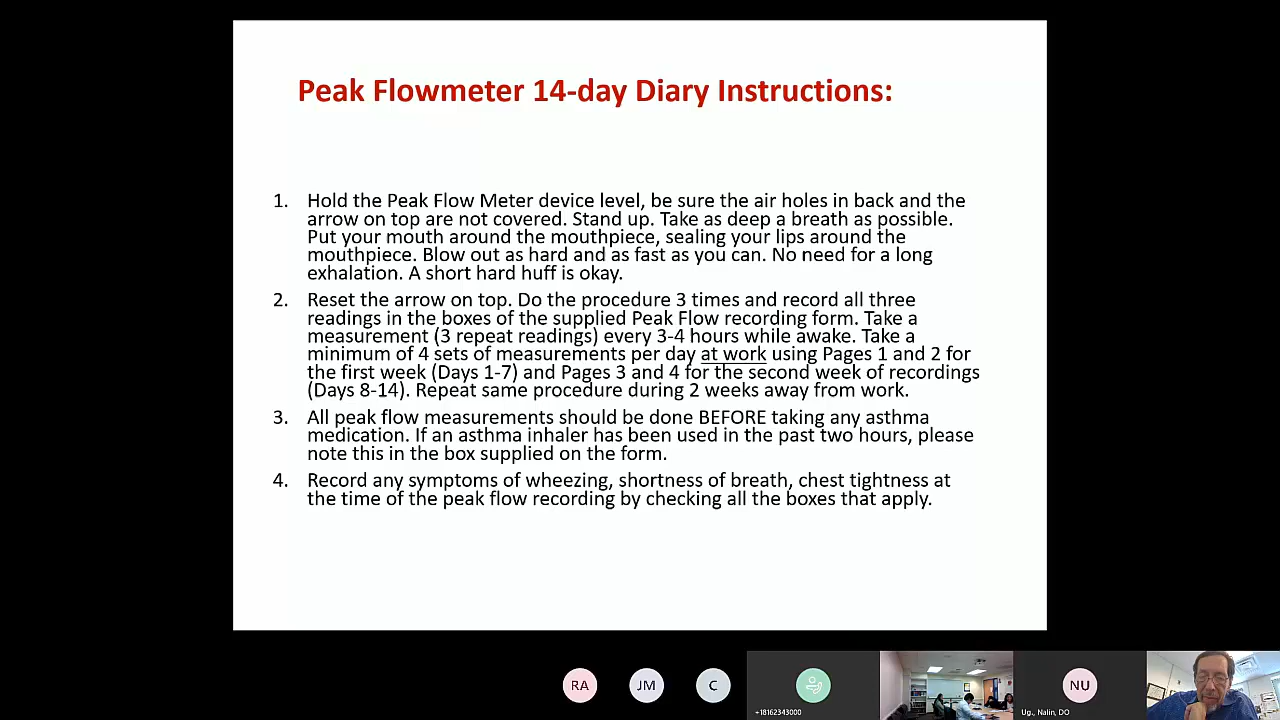 Peak Flowmeter 14-day Diary Instructions:
1. Hold the Peak Flow Meter device level, be sure the air holes in back and the
arrow on top are not covered. Stand up. Take as deep a breath as possible.
Put your mouth around the mouthpiece, sealing your lips around the
mouthpiece. Blow out as hard and as fast as you can. No need for a long
exhalation. A short hard huff is okay.
2. Reset the arrow on top. Do the procedure 3 times and record all three
readings in the boxes of the supplied Peak Flow recording form. Take a
measurement (3 repeat readings) every 3-4 hours while awake. Take a
minimum of 4 sets of measurements per day at work using Pages 1 and 2 for
the first week (Days 1-7) and Pages 3 and 4 for the second week of recordings
(Days 8-14). Repeat same procedure during 2 weeks away from work.
3. All peak flow measurements should be done BEFORE taking any asthma
medication. If an asthma inhaler has been used in the past two hours, please
note this in the box supplied on the form.
4. Record any symptoms of wheezing, shortness of breath, chest tightness at
the time of the peak flow recording by checking all the boxes that apply.
RA
JM
C
NU
+18162343000
Ug., Nalin, DO